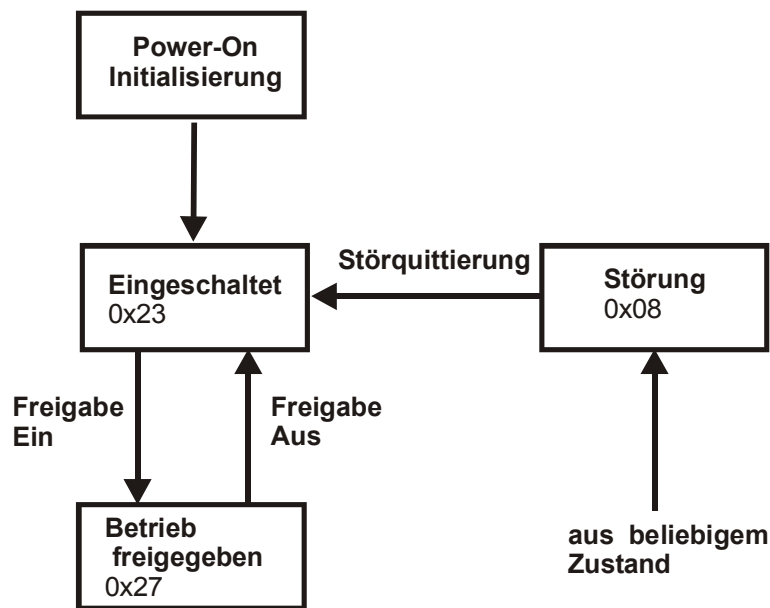 Power-On
Initialisierung
Störquittierung
Eingeschaltet
0x23
Störung
0x08
Freigabe
Ein
Freigabe
Aus
Betrieb
freigegeben
0x27
aus beliebigem
Zustand